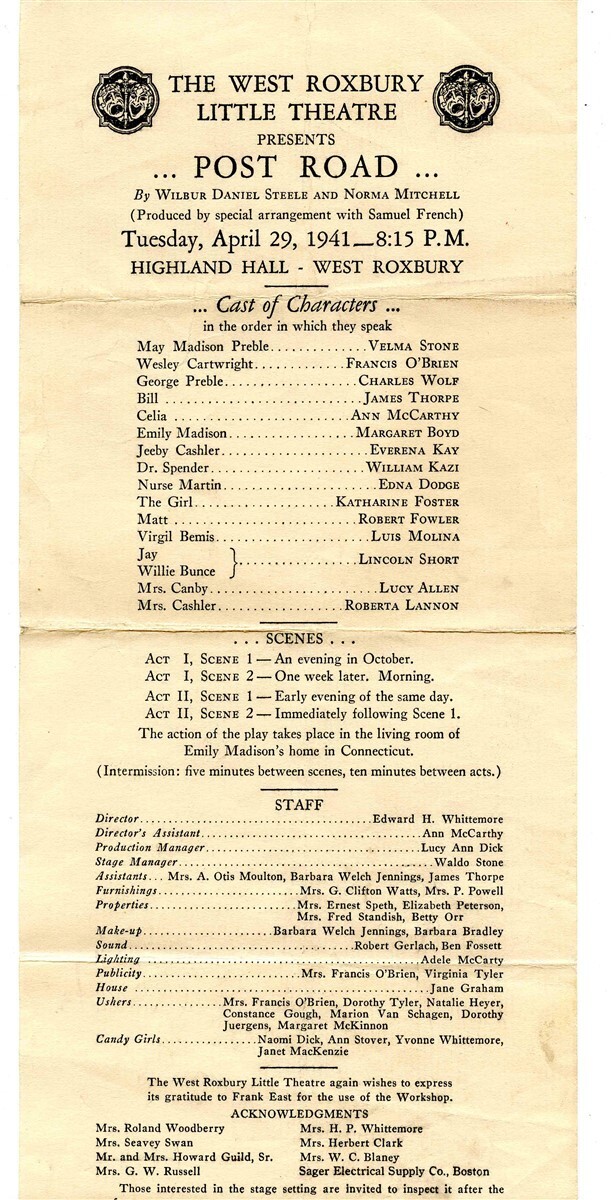 THE WEST ROXBURY
LITTLE THEATRE
PRESENTS
... POST ROAD ...
By WILBUR DANIEL STEELE AND NORMA MITCHELL
(Produced by special arrangement with Samuel French)
Tuesday, April 29, 1941—8:15 P.M.
HIGHLAND HALL - WEST ROXBURY
... Cast of Characters ...
in the order in which they speak
May Madison Preble.............VELMA STONE
Wesley Cartwright............FRANCIS O'BRIEN
George Preble..................CHARLES WOLF
Bill ..........................JAMES THORPE
Celia ........................ANN MCCARTHY
Emily Madison.................MARGARET BOYD
Jeeby Cashler....................EVERENA KAY
Dr. Spender.....................WILLIAM KAZI
Nurse Martin.....................EDNA DODGE
The Girl...................KATHARINE FOSTER
Matt ........................ROBERT FOWLER
Virgil Bemis....................LUIS MOLINA
Jay
Willie Bunce } ................LINCOLN SHORT
Mrs. Canby.......................LUCY ALLEN
Mrs. Cashler.................ROBERTA LANNON
... SCENES ...
ACT I, SCENE 1 — An evening in October.
ACT I, SCENE 2 — One week later. Morning.
ACT II, SCENE 1 — Early evening of the same day.
ACT II, SCENE 2 — Immediately following Scene 1.
The action of the play takes place in the living room of
Emily Madison's home in Connecticut.
(Intermission: five minutes between scenes, ten minutes between acts.)
STAFF
Director.....................................Edward H. Whittemore
Director's Assistant...................................Ann McCarthy
Production Manager..................................Lucy Ann Dick
Stage Manager.........................................Waldo Stone
Assistants... Mrs. A. Otis Moulton, Barbara Welch Jennings, James Thorpe
Furnishings.......................Mrs. G. Clifton Watts, Mrs. P. Powell
Properties.......................Mrs. Ernest Speth, Elizabeth Peterson,
Mrs. Fred Standish, Betty Orr
Make-up.....................Barbara Welch Jennings, Barbara Bradley
Sound....................................Robert Gerlach, Ben Fossett
Lighting .............................................Adele McCarty
Publicity.........................Mrs. Francis O'Brien, Virginia Tyler
House ...............................................Jane Graham
Ushers..............Mrs. Francis O'Brien, Dorothy Tyler, Natalie Heyer,
Constance Gough, Marion Van Schagen, Dorothy
Juergens, Margaret McKinnon
Candy Girls................Naomi Dick, Ann Stover, Yvonne Whittemore,
Janet MacKenzie
The West Roxbury Little Theatre again wishes to express
its gratitude to Frank East for the use of the Workshop.
ACKNOWLEDGMENTS
Mrs. Roland Woodberry Mrs. H. P. Whittemore
Mrs. Seavey Swan Mrs. Herbert Clark
Mr. and Mrs. Howard Guild, Sr. Mrs. W. C. Blaney
Mrs. G. W. Russell Sager Electrical Supply Co., Boston
Those interested in the stage setting are invited to inspect it after the